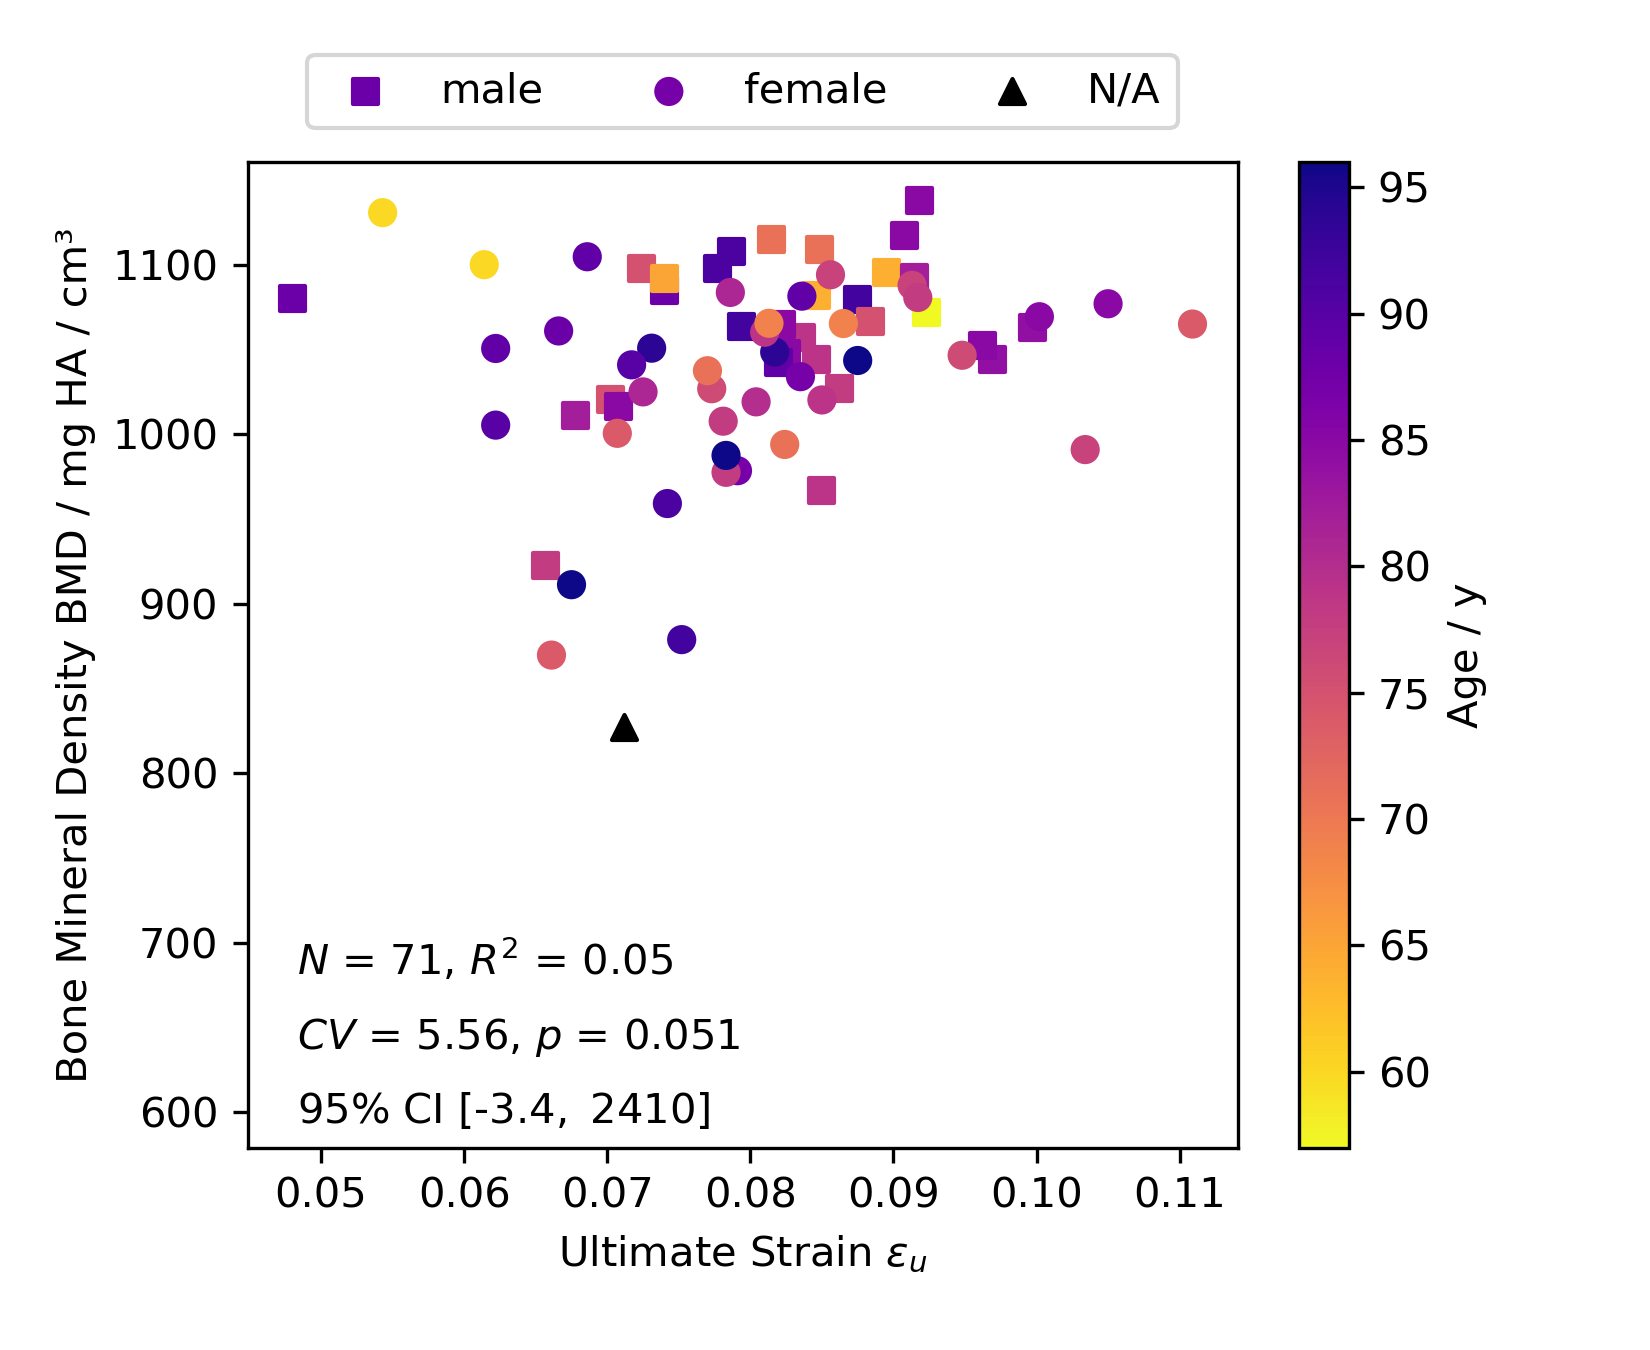 male female N/A
Bone Mineral Density BMD / mg HA / cm³
1100
1000
900
800
700
600
N = 71, R² = 0.05
CV = 5.56, p = 0.051
95% CI [-3.4, 2410]
0.05 0.06 0.07 0.08 0.09 0.10 0.11
Ultimate Strain εᵤ
95
90
85
80
75
70
65
60
Age / y